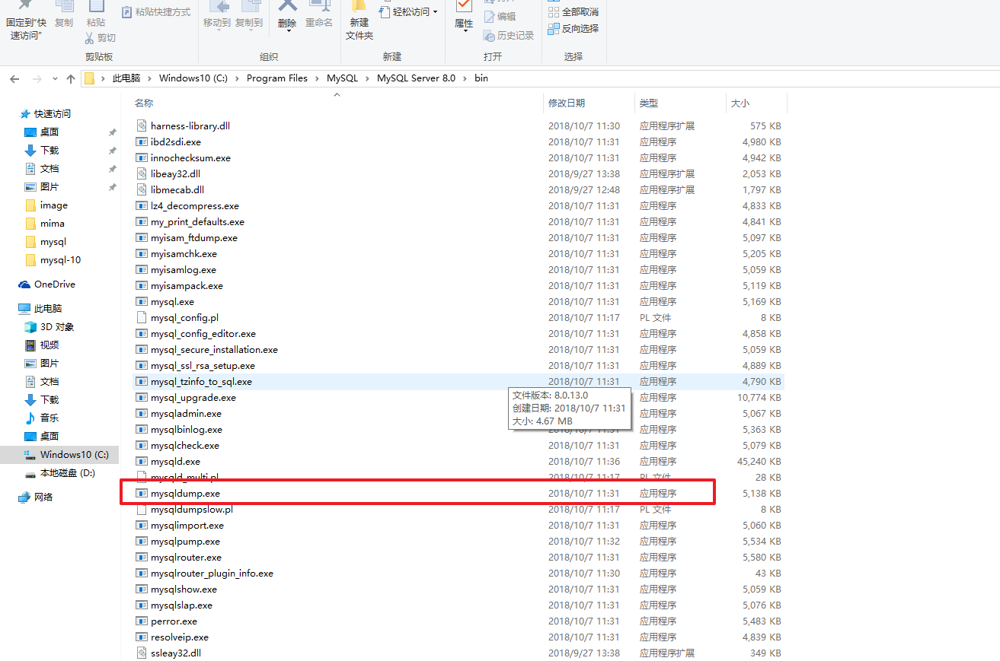 固定到“快速访问”
复制
粘贴
粘贴快捷方式
剪切
剪贴板
移动到
复制到
删除
重命名
组织
新建
文件夹
轻松访问
新建
属性
编辑
历史记录
打开
全部取消
反向选择
选择
此电脑 > Windows10 (C:) > Program Files > MySQL > MySQL Server 8.0 > bin
快速访问
桌面
下载
文档
图片
image
mima
mysql
mysql-10
OneDrive
此电脑
3D 对象
视频
图片
文档
下载
音乐
桌面
Windows10 (C:)
本地磁盘 (D:)
网络
名称 修改日期 类型 大小
harness-library.dll 2018/10/7 11:30 应用程序扩展 575 KB
ibd2sdi.exe 2018/10/7 11:31 应用程序 4,980 KB
innochecksum.exe 2018/10/7 11:31 应用程序 4,942 KB
libeay32.dll 2018/9/27 13:38 应用程序扩展 2,053 KB
libmecab.dll 2018/9/27 12:48 应用程序扩展 1,797 KB
lz4_decompress.exe 2018/10/7 11:31 应用程序 4,833 KB
my_print_defaults.exe 2018/10/7 11:31 应用程序 4,841 KB
myisam_ftdump.exe 2018/10/7 11:31 应用程序 5,097 KB
myisamchk.exe 2018/10/7 11:31 应用程序 5,205 KB
myisamlog.exe 2018/10/7 11:31 应用程序 5,059 KB
myisampack.exe 2018/10/7 11:31 应用程序 5,119 KB
mysql.exe 2018/10/7 11:31 应用程序 5,169 KB
mysql_config.pl 2018/10/7 11:17 PL 文件 8 KB
mysql_config_editor.exe 2018/10/7 11:31 应用程序 4,858 KB
mysql_secure_installation.exe 2018/10/7 11:31 应用程序 5,059 KB
mysql_ssl_rsa_setup.exe 2018/10/7 11:31 应用程序 4,889 KB
mysql_tzinfo_to_sql.exe 2018/10/7 11:31 应用程序 4,790 KB
mysql_upgrade.exe 应用程序 10,774 KB
文件版本: 8.0.13.0
创建日期: 2018/10/7 11:31
大小: 4.67 MB
mysqladmin.exe 应用程序 5,067 KB
mysqlbinlog.exe 2018/10/7 11:31 应用程序 5,363 KB
mysqlcheck.exe 2018/10/7 11:31 应用程序 5,079 KB
mysqld.exe 2018/10/7 11:36 应用程序 45,240 KB
mysqld_multi.pl 2018/10/7 11:17 PL 文件 28 KB
mysqldump.exe 2018/10/7 11:31 应用程序 5,138 KB
mysqldumpslow.pl 2018/10/7 11:17 PL 文件 8 KB
mysqlimport.exe 2018/10/7 11:31 应用程序 5,060 KB
mysqlpump.exe 2018/10/7 11:32 应用程序 5,534 KB
mysqlrouter.exe 2018/10/7 11:31 应用程序 5,580 KB
mysqlrouter_plugin_info.exe 2018/10/7 11:30 应用程序 43 KB
mysqlshow.exe 2018/10/7 11:31 应用程序 5,059 KB
mysqlslap.exe 2018/10/7 11:31 应用程序 5,076 KB
perror.exe 2018/10/7 11:31 应用程序 5,483 KB
resolveip.exe 2018/10/7 11:31 应用程序 4,839 KB
ssleay32.dll 2018/9/27 13:38 应用程序扩展 349 KB